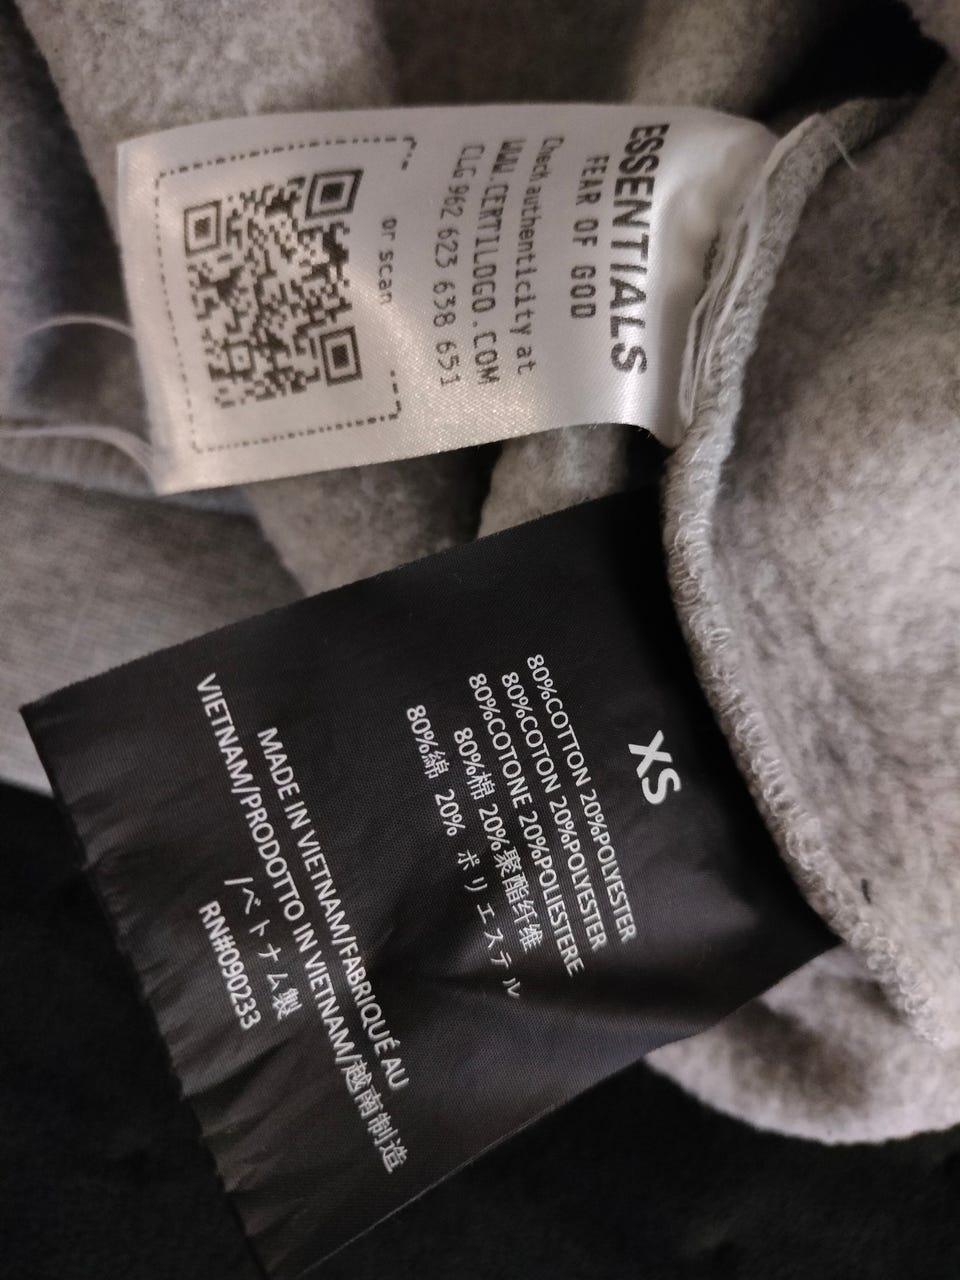 ESSENTIALS
FEAR OF GOD
Check authenticity at
WWW.CERTILOGO.COM
CLG 962 623 638 651
or scan
XS
80%COTTON 20%POLYESTER
80%COTON 20%POLYESTER
80%COTONE 20%POLIESTERE
80%棉 20%聚酯纤维
80%綿 20% ポリエステル
MADE IN VIETNAM/FABRIQUÉ AU
VIETNAM/PRODOTTO IN VIETNAM/越南制造
/ベトナム製
RN#090233